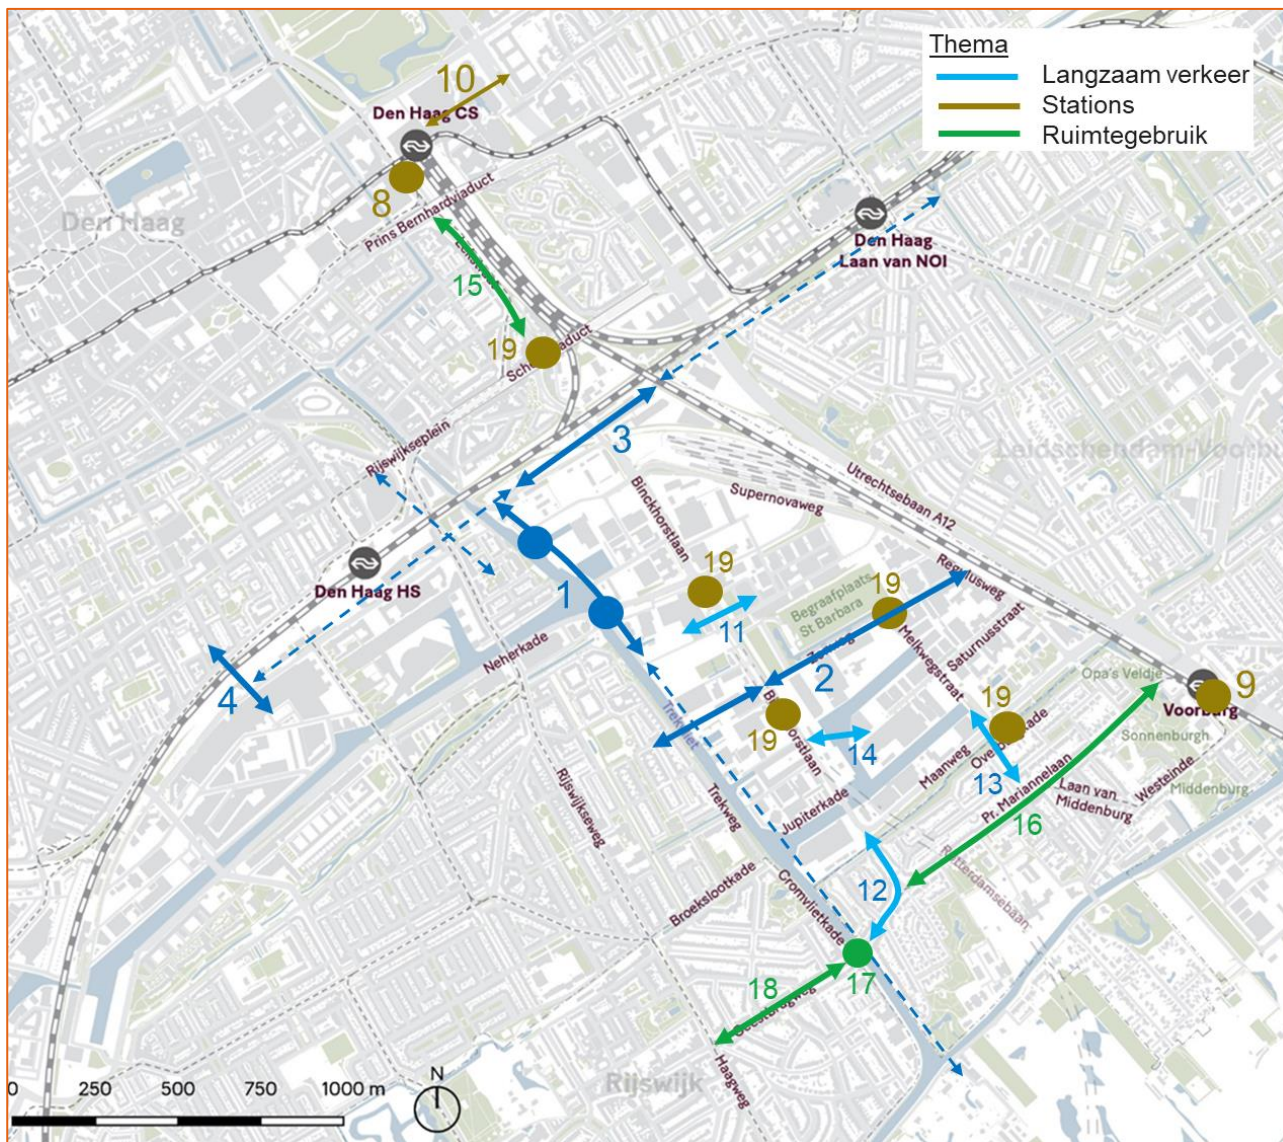 Thema
Langzaam verkeer
Stations
Ruimtegebruik
10
Den Haag CS
8
Prins Bernhardviaduct
Den Haag
Den Haag
Laan van NOI
15
19
3
Rijswijkseplein
Utrechtsebaan A12
Supernovaweg
Binckhorstlaan
Den Haag HS
1
19
19
Regulusweg
Begraafplaats
St Barbara
11
Neherkade
Saturnusstraat
Melkwegstraat
2
4
Opa's Veldje
9
Voorburg
19
19
Sonnenburgh
14
Maanweg
13
Westeinde
Laan van
Middenburg
Middenburg
Pr. Mariannelaan
16
Trekweg
Rijswijkseweg
Jupiterkade
Rotterdamsebaan
12
Broekslootkade
Cromvlietkade
17
18
Haagweg
Rijswijk
0 250 500 750 1000 m
N